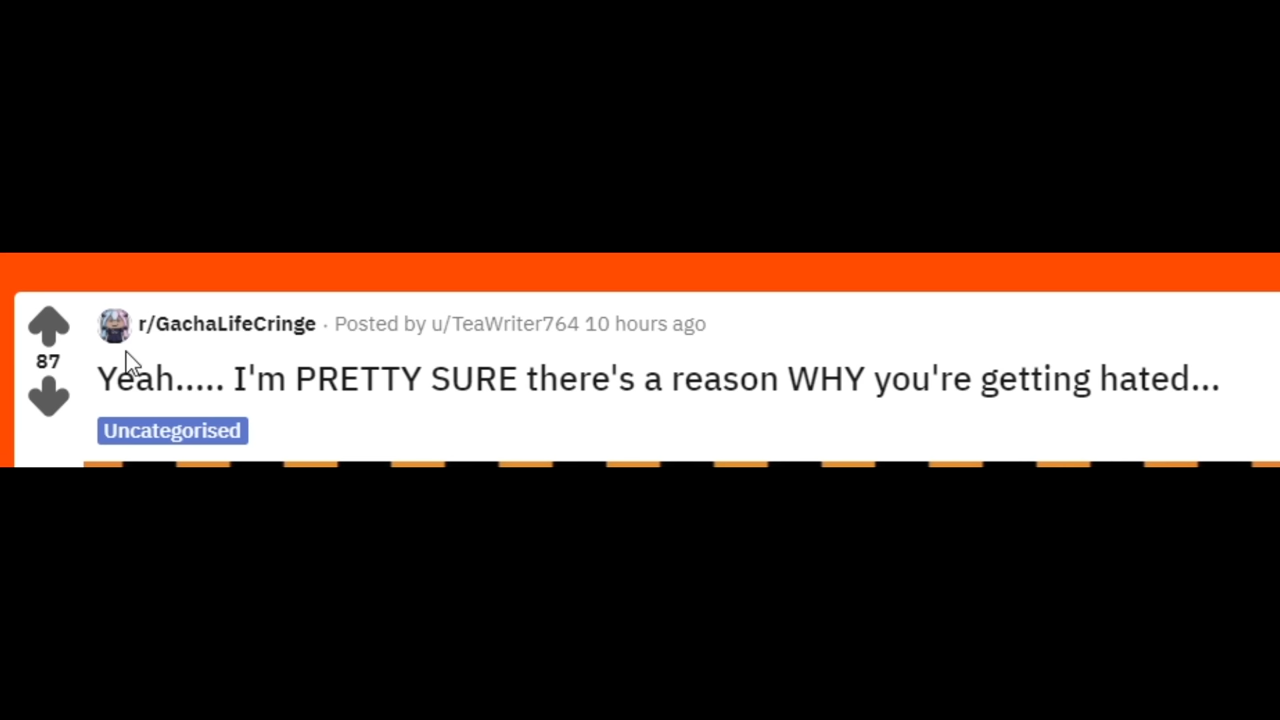 r/GachaLifeCringe · Posted by u/TeaWriter764 10 hours ago
87
Yeah..... I'm PRETTY SURE there's a reason WHY you're getting hated...
Uncategorised